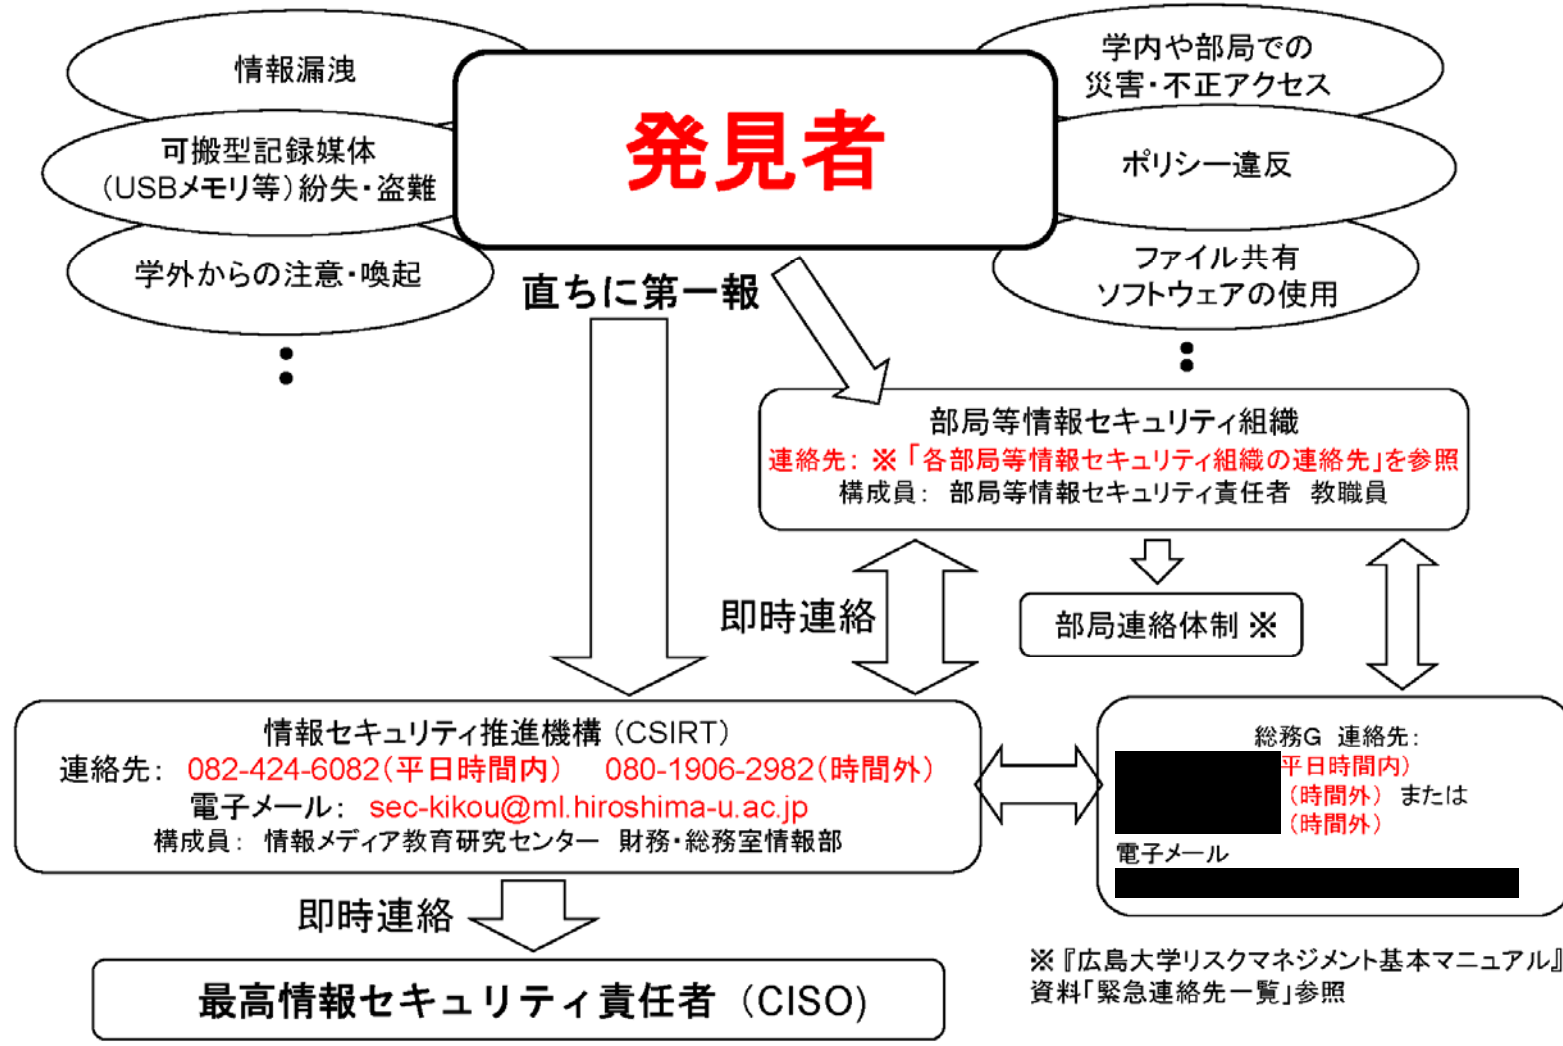 情報漏洩
可搬型記録媒体
(USBメモリ等)紛失・盗難
学外からの注意・喚起
発見者
学内や部局での
災害・不正アクセス
ポリシー違反
ファイル共有
ソフトウェアの使用
直ちに第一報
部局等情報セキュリティ組織
連絡先: ※「各部局等情報セキュリティ組織の連絡先」を参照
構成員: 部局等情報セキュリティ責任者 教職員
即時連絡
部局連絡体制 ※
情報セキュリティ推進機構(CSIRT)
連絡先: 082-424-6082(平日時間内) 080-1906-2982(時間外)
電子メール: sec-kikou@ml.hiroshima-u.ac.jp
構成員: 情報メディア教育研究センター 財務・総務室情報部
総務G 連絡先:
平日時間内)
(時間外) または
(時間外)
電子メール
即時連絡
最高情報セキュリティ責任者 (CISO)
※『広島大学リスクマネジメント基本マニュアル』
資料「緊急連絡先一覧」参照